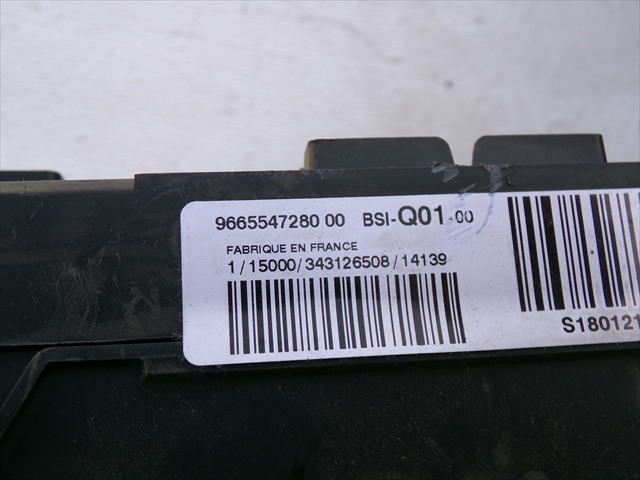 9665547280 00 BSI-Q01-00
FABRIQUE EN FRANCE
1/15000/343126508/14139
S180121